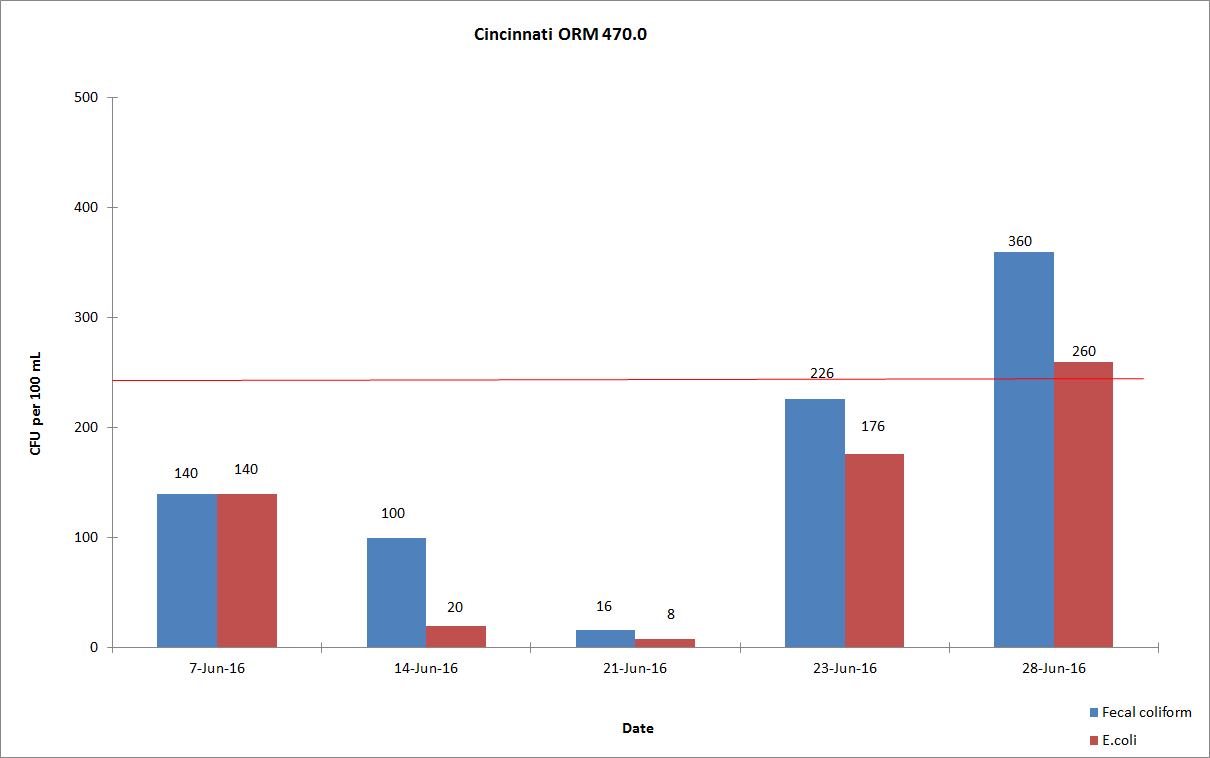 Cincinnati ORM 470.0
500
400
300
200
100
0
CFU per 100 mL
140 140
100 20
16 8
226 176
360 260
7-Jun-16 14-Jun-16 21-Jun-16 23-Jun-16 28-Jun-16
Date
Fecal coliform
E.coli